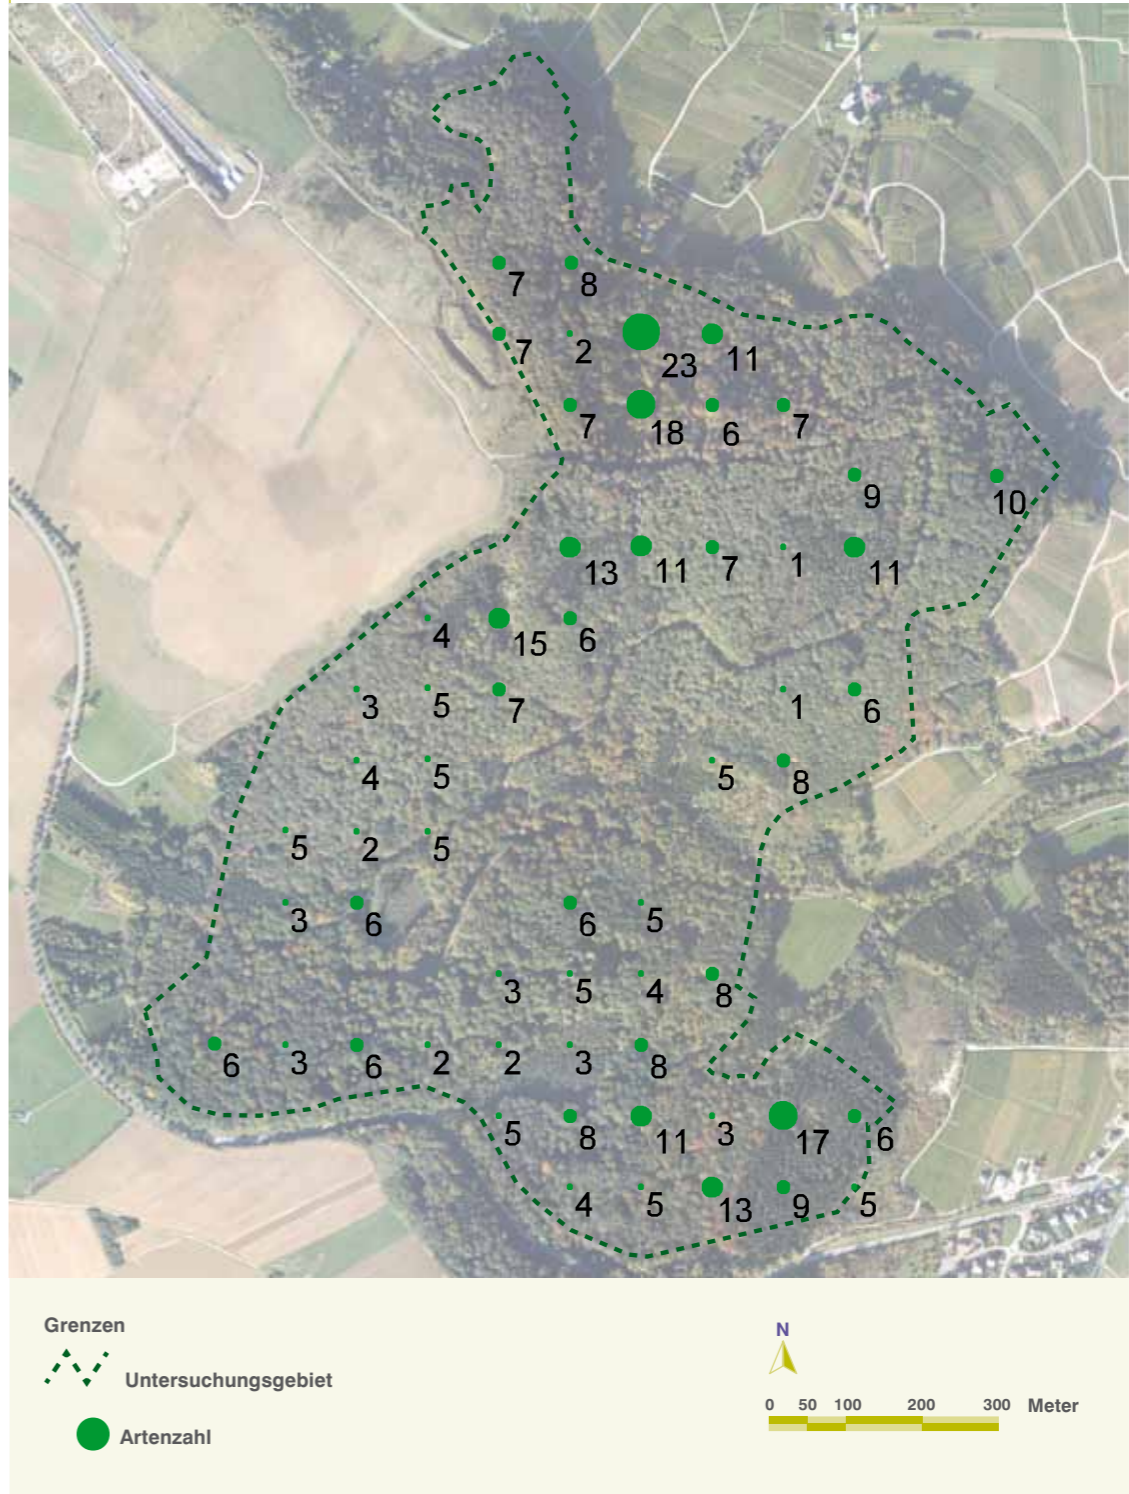 7 8
7 2 23 11
7 18 6 7
9 10
13 11 7 1 11
4 15 6
3 5 7 1 6
4 5 5 8
5 2 5
3 6 6 5
3 5 4 8
6 3 6 2 2 3 8
5 8 11 3 17 6
4 5 13 9 5
Grenzen
Untersuchungsgebiet
Artenzahl
N
0 50 100 200 300 Meter